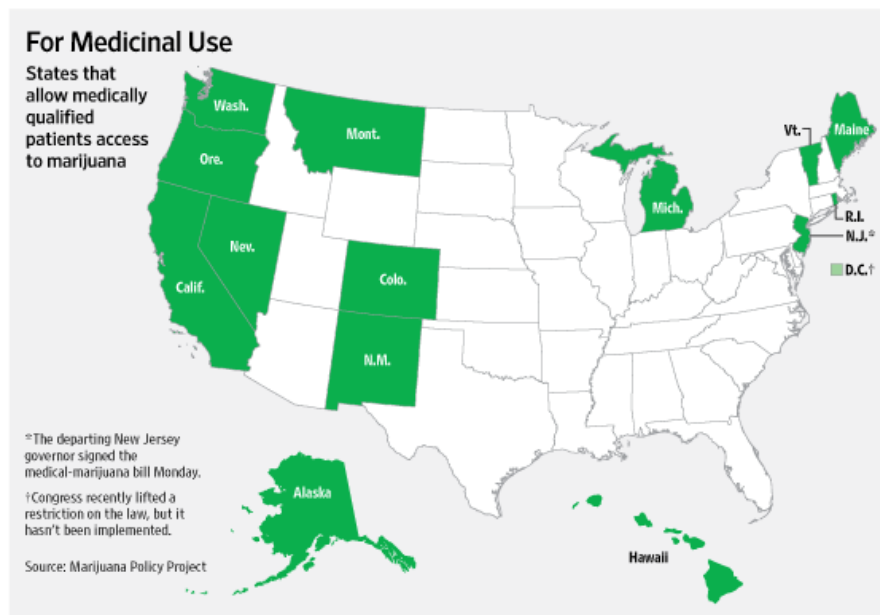 For Medicinal Use
States that
allow medically
qualified
patients access
to marijuana
Wash.
Mont.
Ore.
Vt.
Maine
Mich.
R.I.
N.J.*
Nev.
D.C.†
Calif.
Colo.
N.M.
*The departing New Jersey
governor signed the
medical-marijuana bill Monday.
†Congress recently lifted a
restriction on the law, but it
hasn't been implemented.
Source: Marijuana Policy Project
Alaska
Hawaii